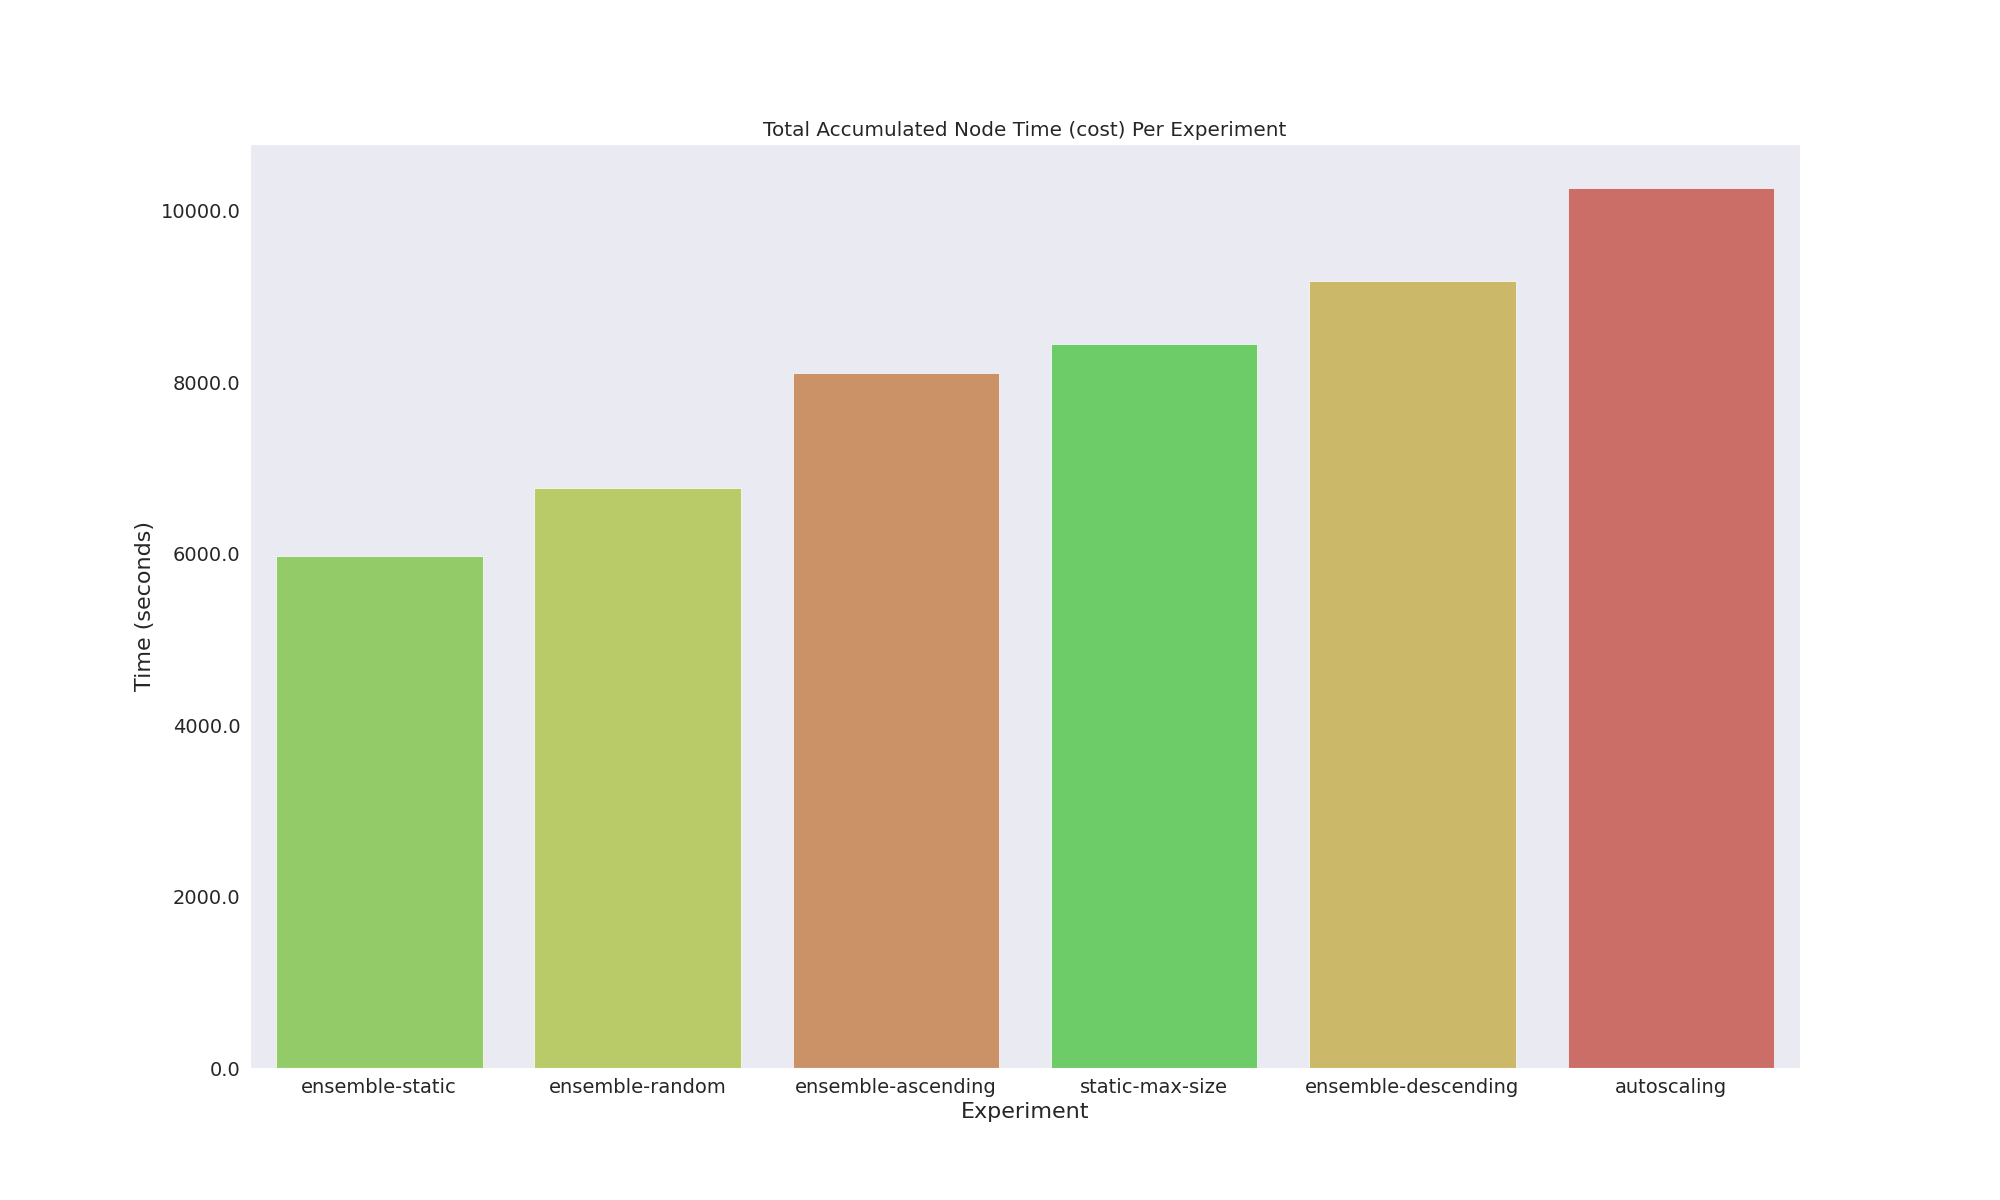 Total Accumulated Node Time (cost) Per Experiment
10000.0
8000.0
6000.0
4000.0
2000.0
0.0
Time (seconds)
ensemble-static
ensemble-random
ensemble-ascending
static-max-size
ensemble-descending
autoscaling
Experiment